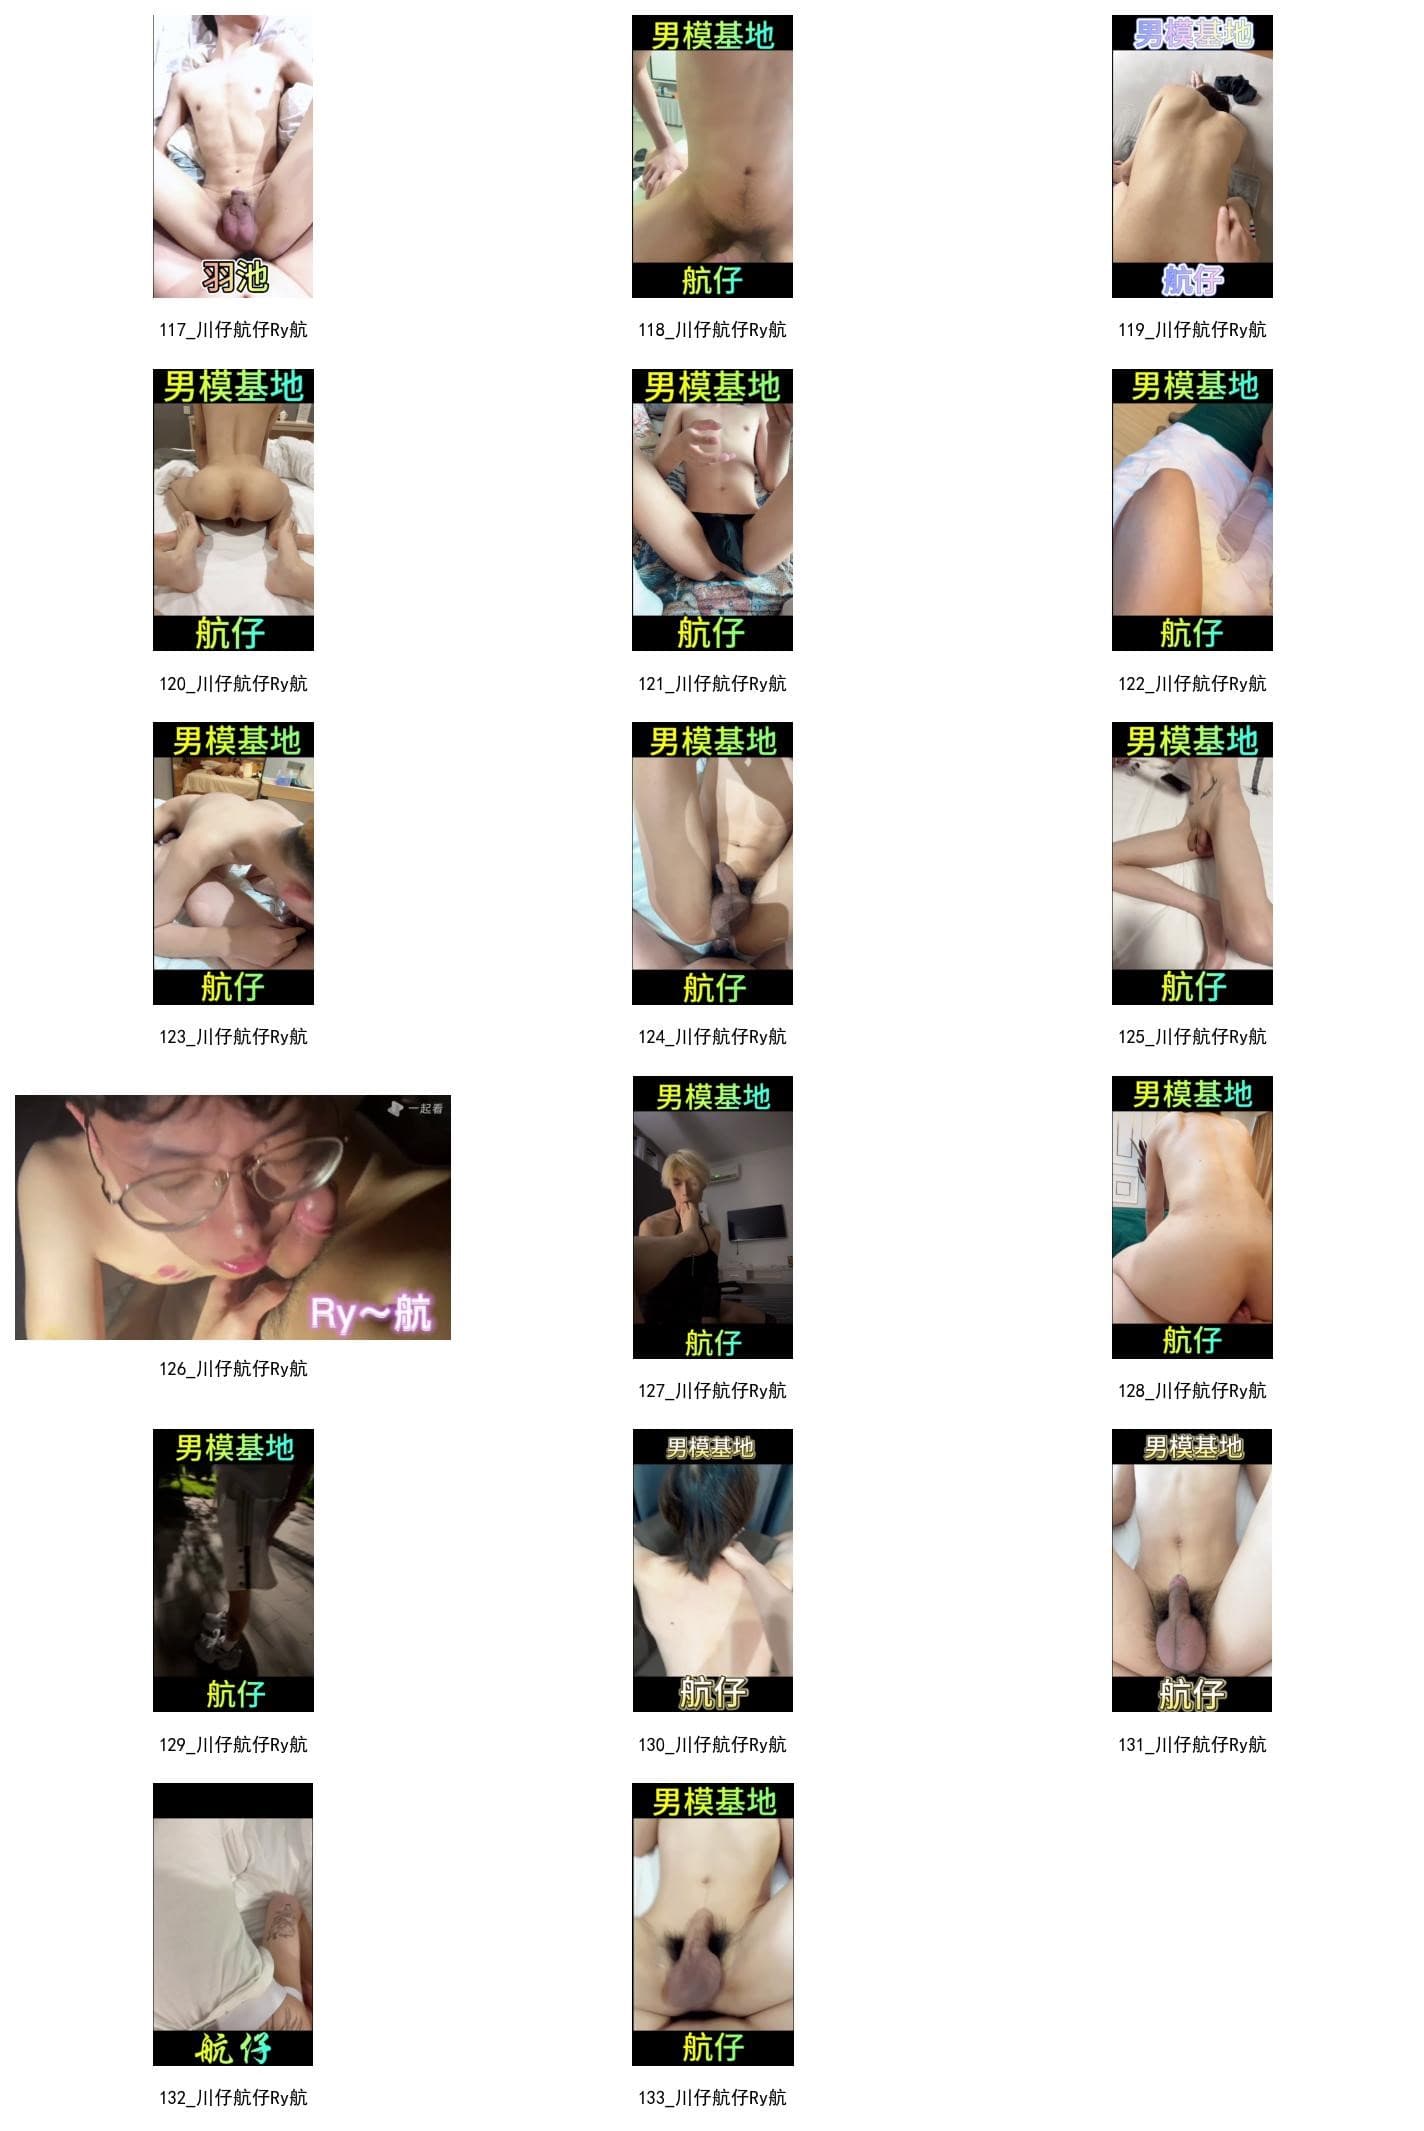 男模基地
男模基地
羽池
航仔
航仔
117_川仔航仔Ry航
118_川仔航仔Ry航
119_川仔航仔Ry航
男模基地
男模基地
男模基地
航仔
航仔
航仔
120_川仔航仔Ry航
121_川仔航仔Ry航
122_川仔航仔Ry航
男模基地
男模基地
男模基地
航仔
航仔
航仔
123_川仔航仔Ry航
124_川仔航仔Ry航
125_川仔航仔Ry航
一起看
男模基地
男模基地
Ry～航
航仔
航仔
126_川仔航仔Ry航
127_川仔航仔Ry航
128_川仔航仔Ry航
男模基地
男模基地
男模基地
航仔
航仔
航仔
129_川仔航仔Ry航
130_川仔航仔Ry航
131_川仔航仔Ry航
男模基地
航仔
航仔
132_川仔航仔Ry航
133_川仔航仔Ry航